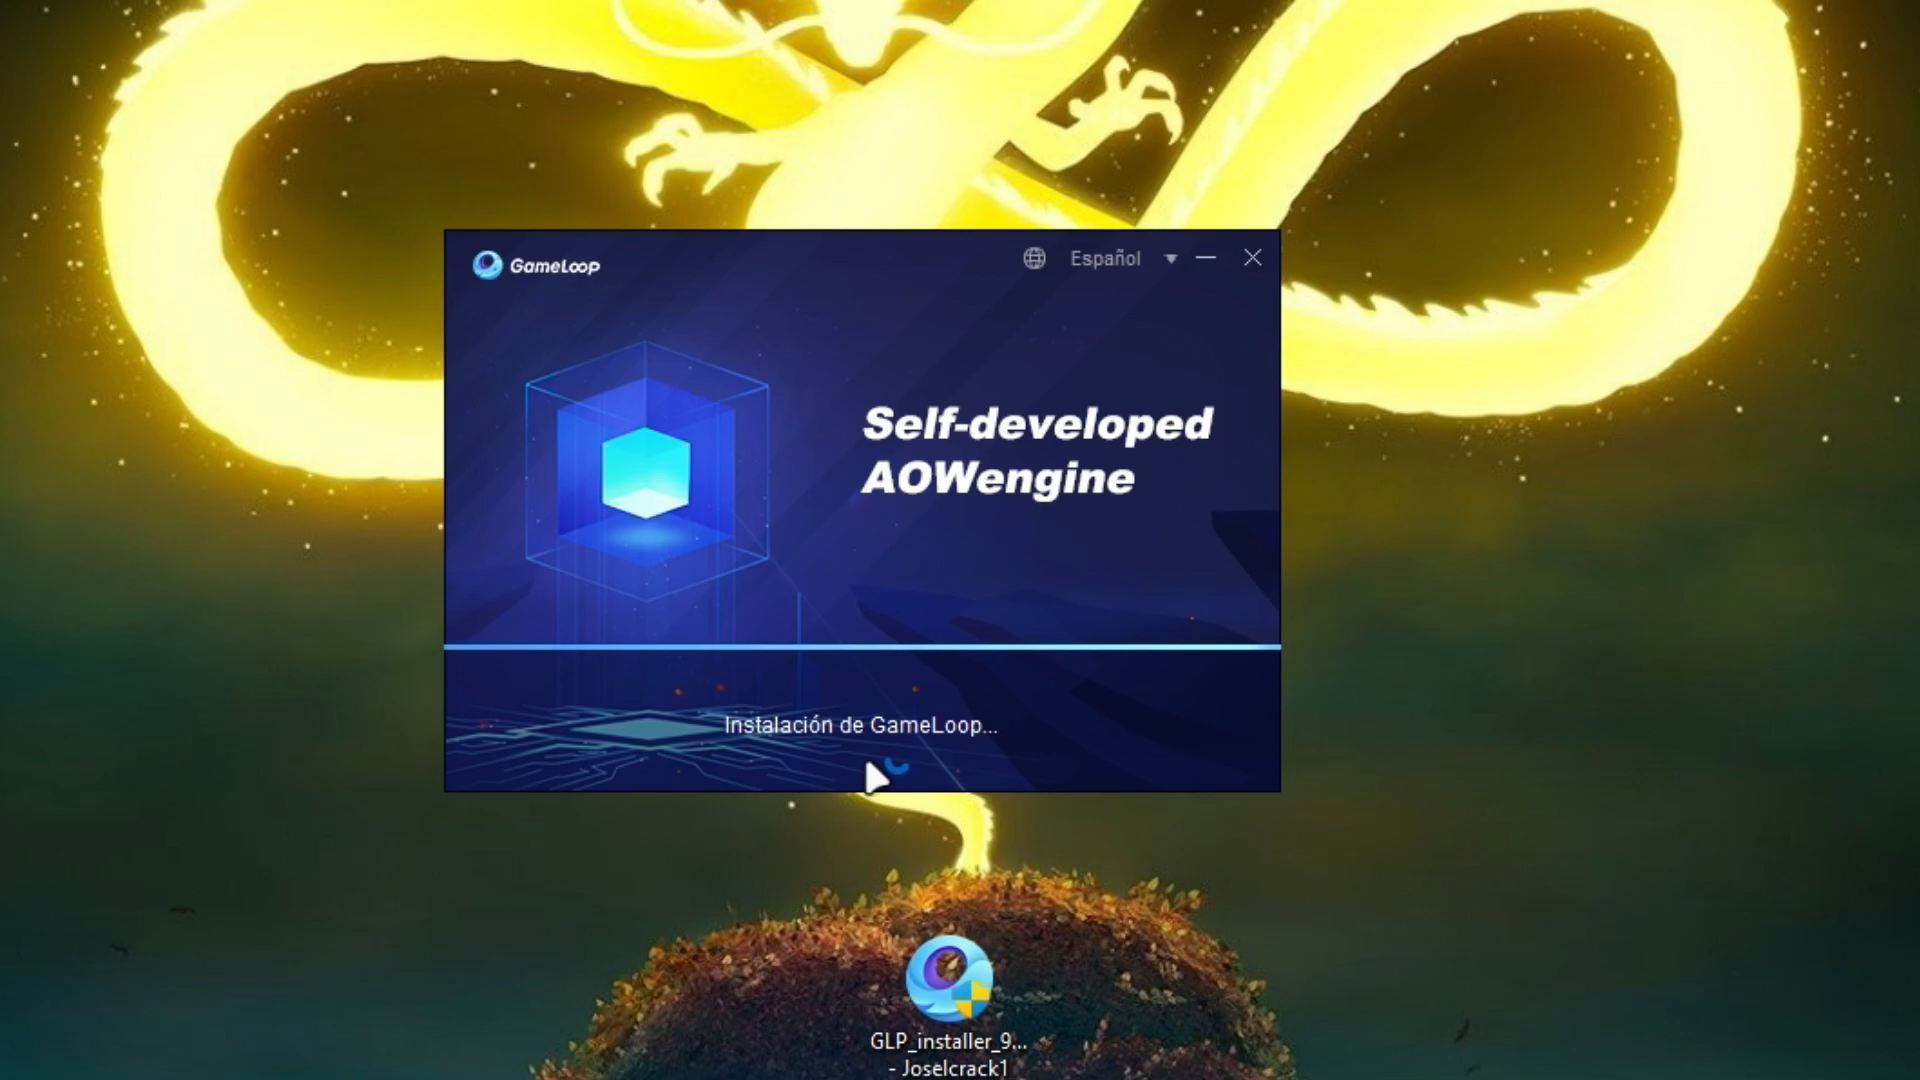 GameLoop
Español
Self-developed
AOWengine
Instalación de GameLoop...
GLP_installer_9...
- Joselcrack1